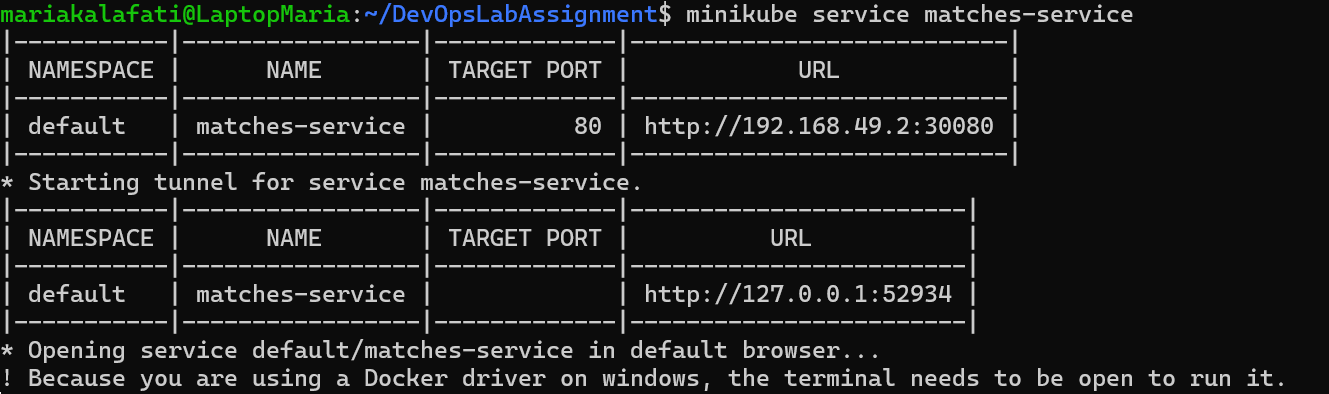 mariakalafati@LaptopMaria:~/DevOpsLabAssignment$ minikube service matches-service
|-----------|-----------------|-------------|---------------------------|
| NAMESPACE |      NAME       | TARGET PORT |            URL            |
|-----------|-----------------|-------------|---------------------------|
| default   | matches-service |          80 | http://192.168.49.2:30080 |
|-----------|-----------------|-------------|---------------------------|
* Starting tunnel for service matches-service.
|-----------|-----------------|-------------|------------------------|
| NAMESPACE |      NAME       | TARGET PORT |          URL           |
|-----------|-----------------|-------------|------------------------|
| default   | matches-service |             | http://127.0.0.1:52934 |
|-----------|-----------------|-------------|------------------------|
* Opening service default/matches-service in default browser...
! Because you are using a Docker driver on windows, the terminal needs to be open to run it.